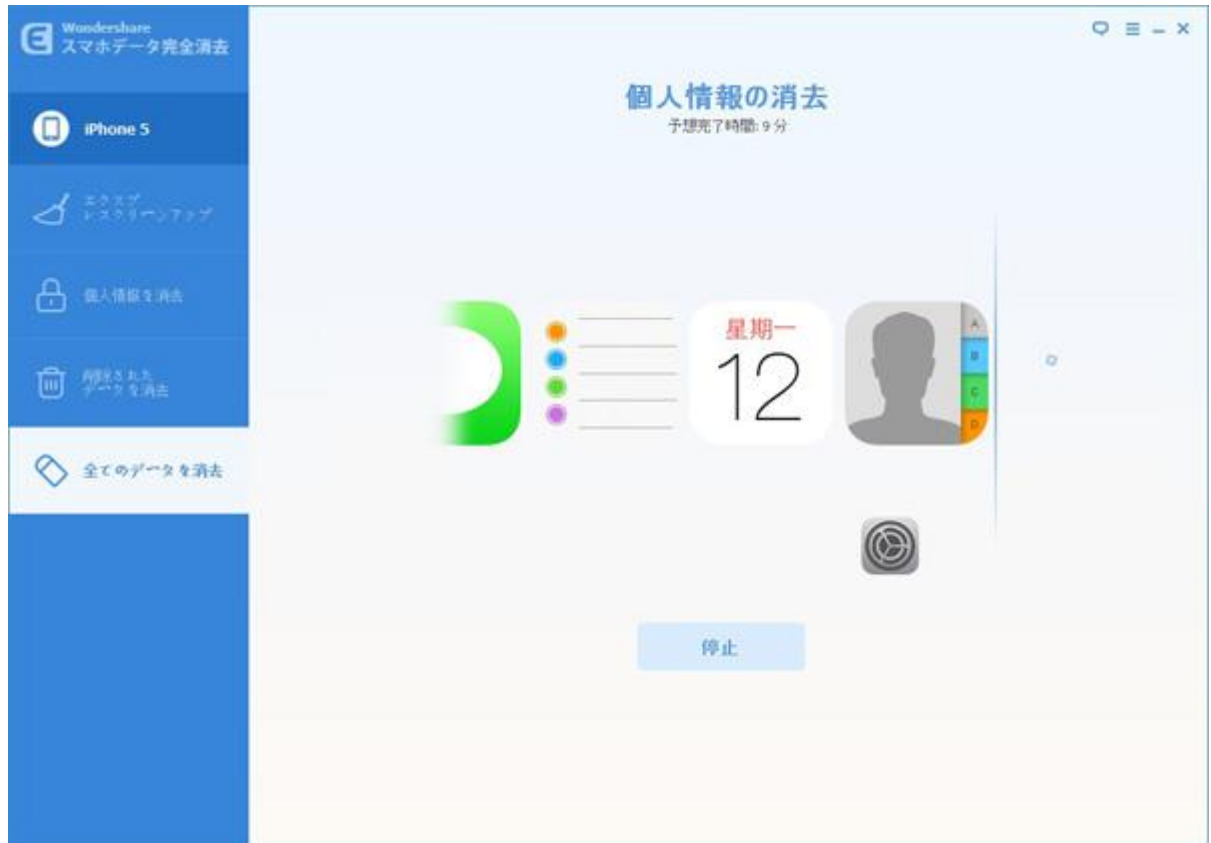 Wondershare
スマホデータ完全消去
iPhone 5
エクスプ
レスクリーンアップ
個人情報を消去
削除された
データを消去
全てのデータを消去
個人情報の消去
予想完了時間: 9 分
星期一
12
A
B
C
D
停止